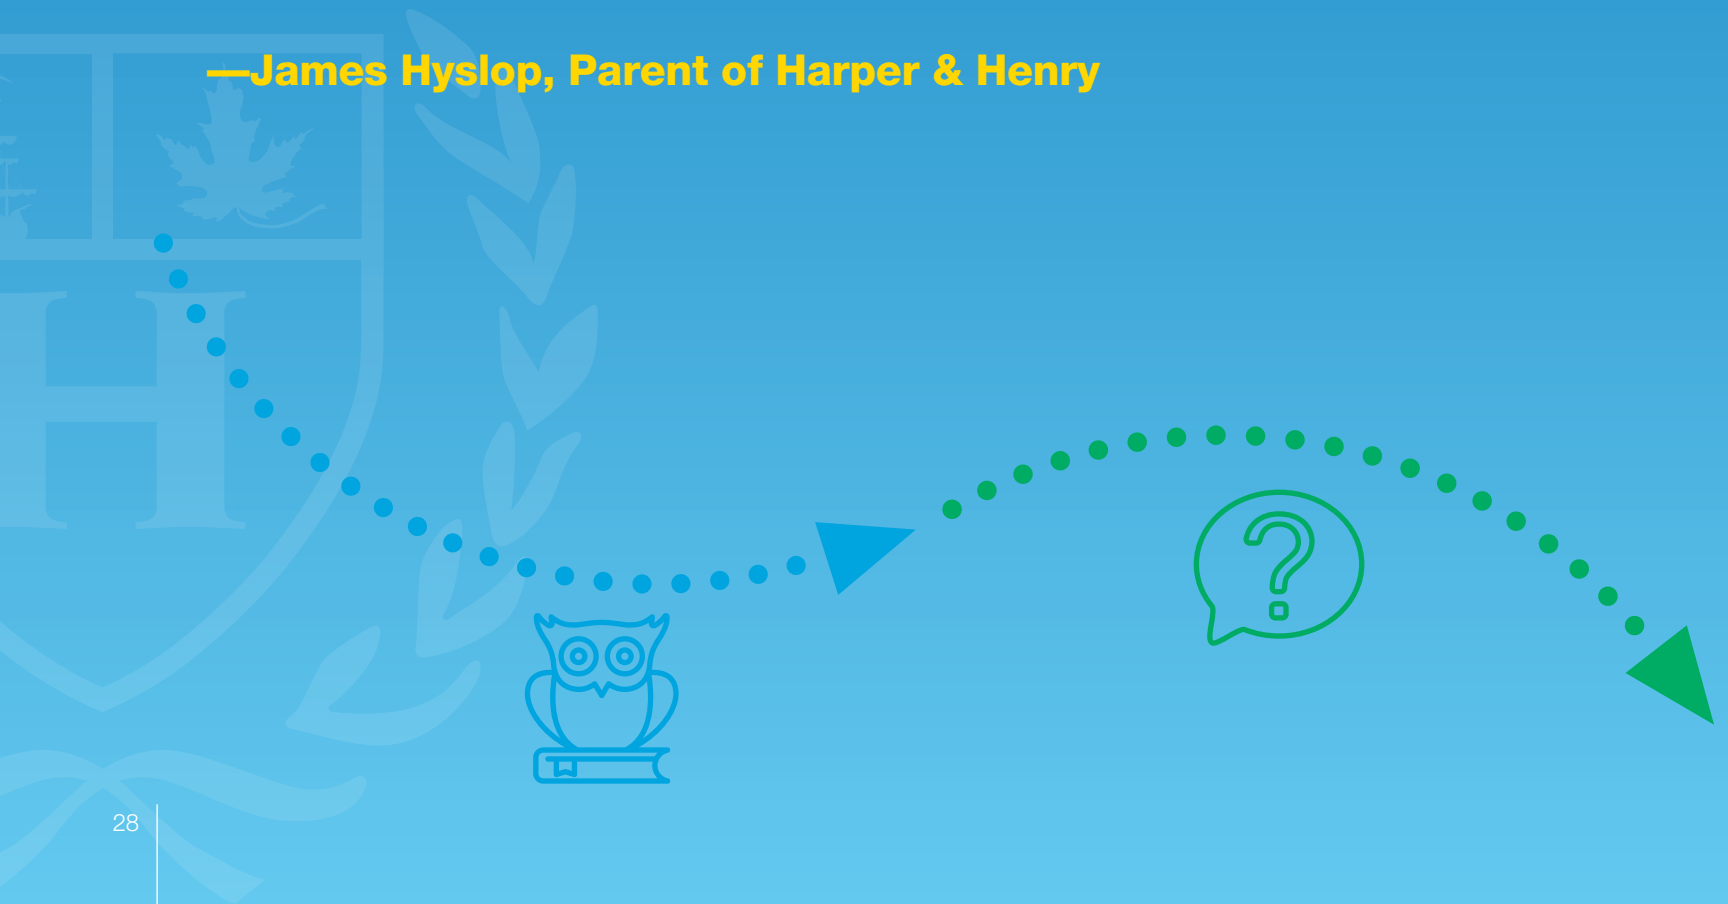 —James Hyslop, Parent of Harper & Henry
H
?
28